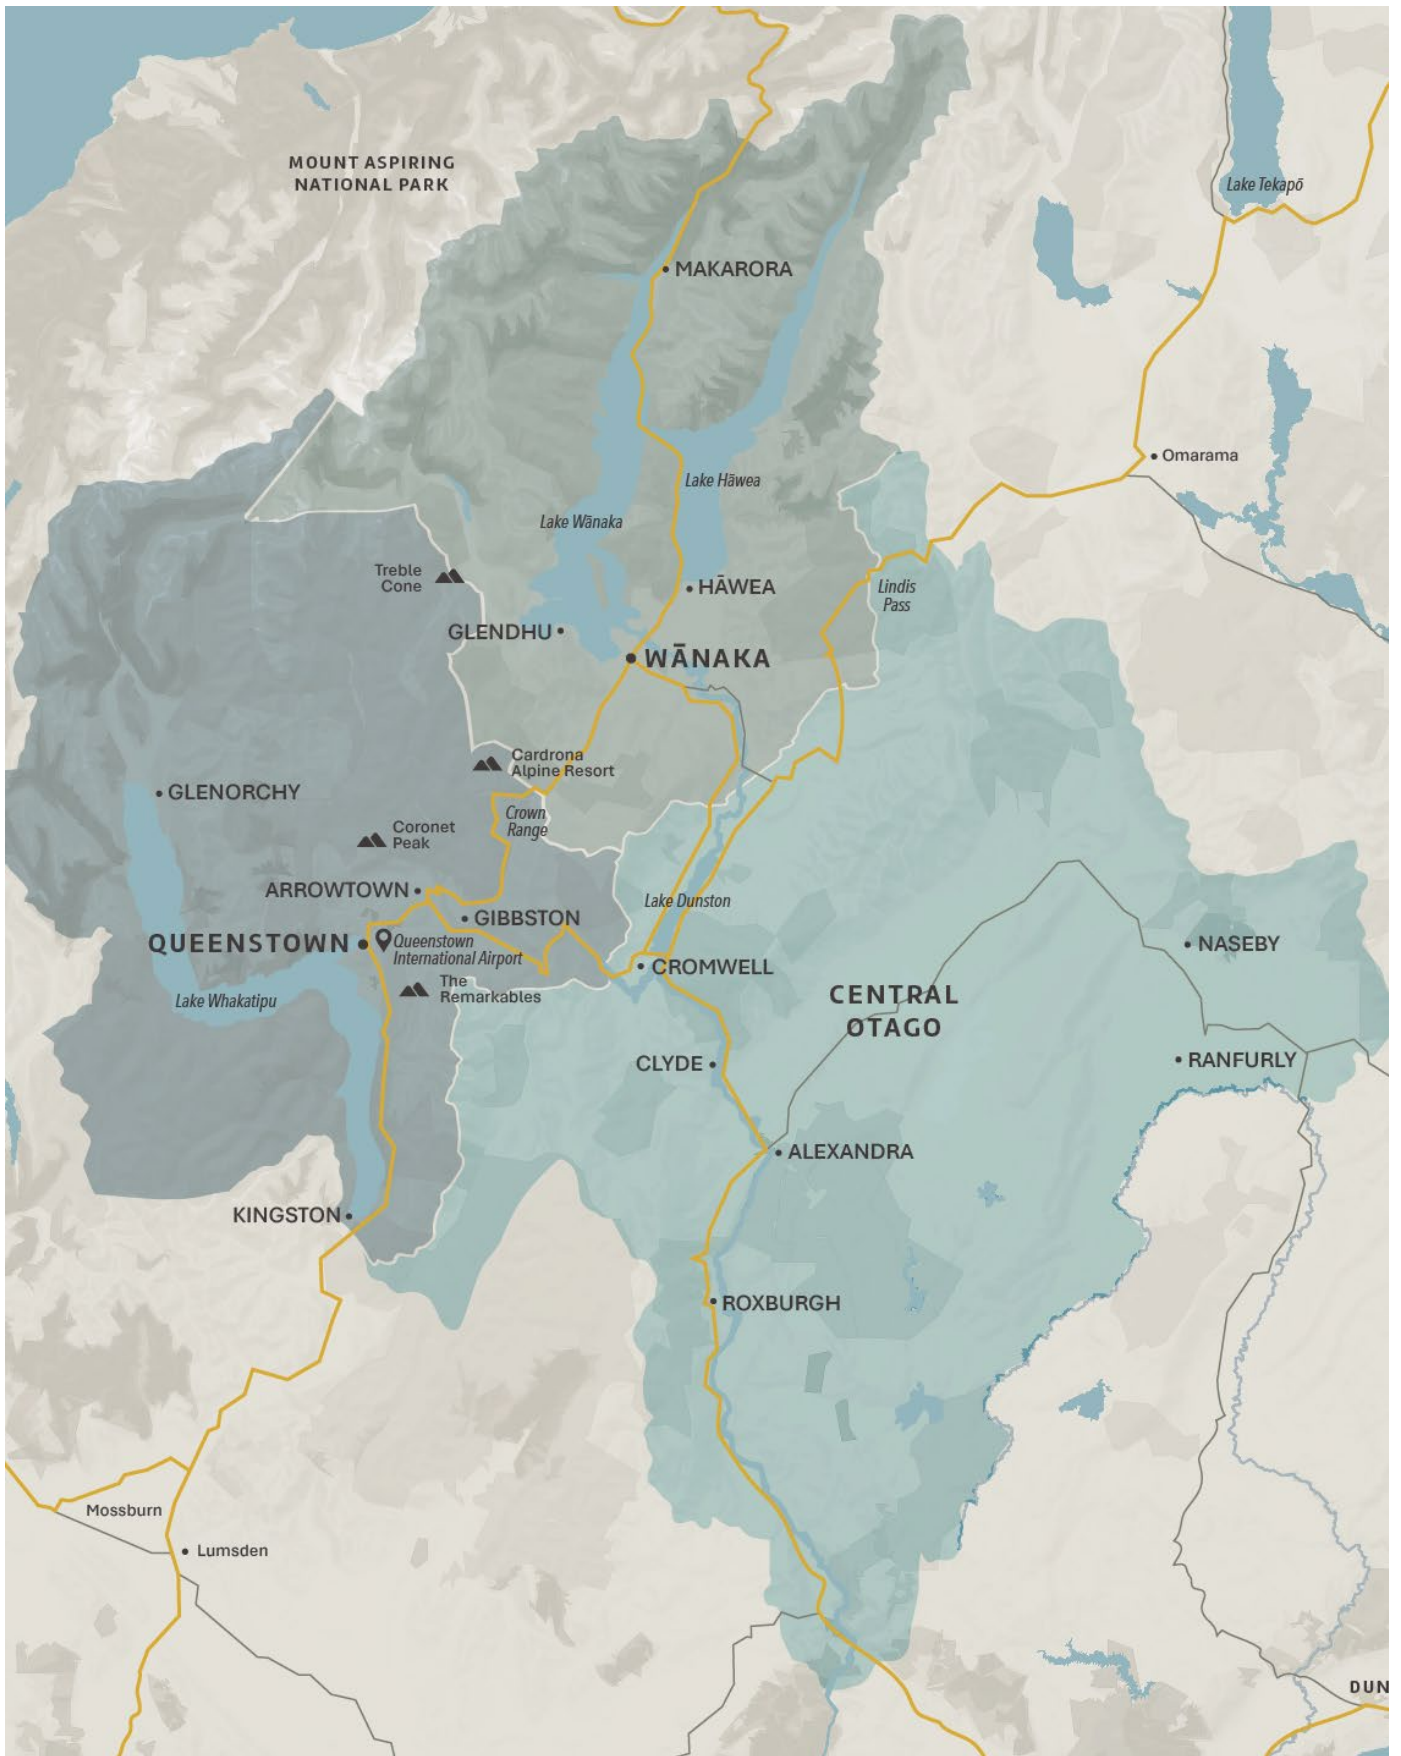 MOUNT ASPIRING
NATIONAL PARK
Lake Tekapō
MAKARORA
Omarama
Lake Hāwea
Lake Wānaka
Treble
Cone
HĀWEA
Lindis
Pass
GLENDHU
WĀNAKA
Cardrona
Alpine Resort
GLENORCHY
Crown
Range
Coronet
Peak
ARROWTOWN
Lake Dunston
GIBBSTON
QUEENSTOWN
Queenstown
International Airport
NASEBY
CROMWELL
The
Remarkables
CENTRAL
OTAGO
Lake Whakatipu
CLYDE
RANFURLY
ALEXANDRA
KINGSTON
ROXBURGH
Mossburn
Lumsden
DUN